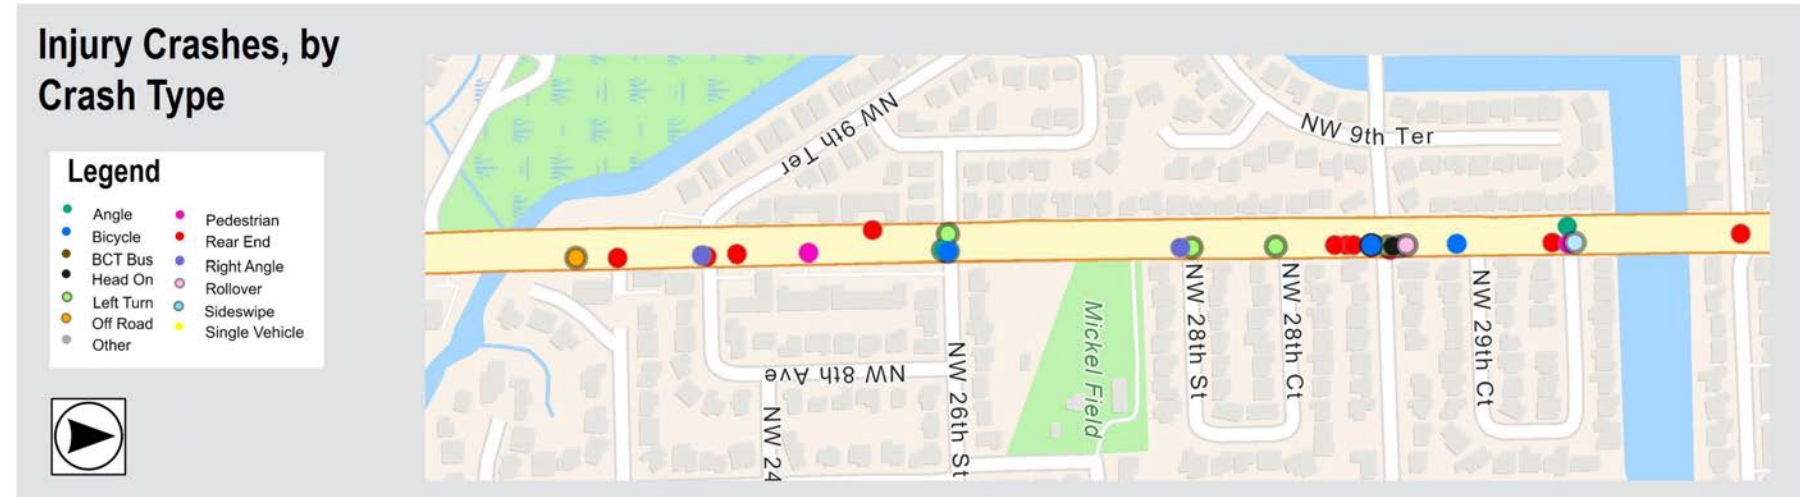 Injury Crashes, by
Crash Type
Legend
Angle
Bicycle
BCT Bus
Head On
Left Turn
Off Road
Other
Pedestrian
Rear End
Right Angle
Rollover
Sideswipe
Single Vehicle
NW 9th Ter
NW 9th Ter
NW 8th Ave
NW 24
NW 26th St
Mickel Field
NW 28th St
NW 28th Ct
NW 29th Ct